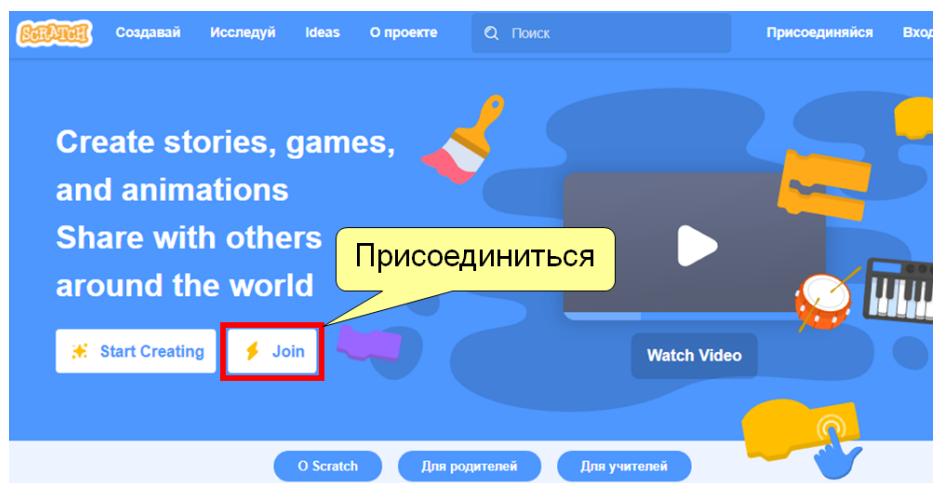 SCRATCH Создавай Исследуй Ideas О проекте Поиск Присоединяйся Вход
Create stories, games,
and animations
Share with others
around the world
Присоединиться
Start Creating Join
Watch Video
О Scratch Для родителей Для учителей